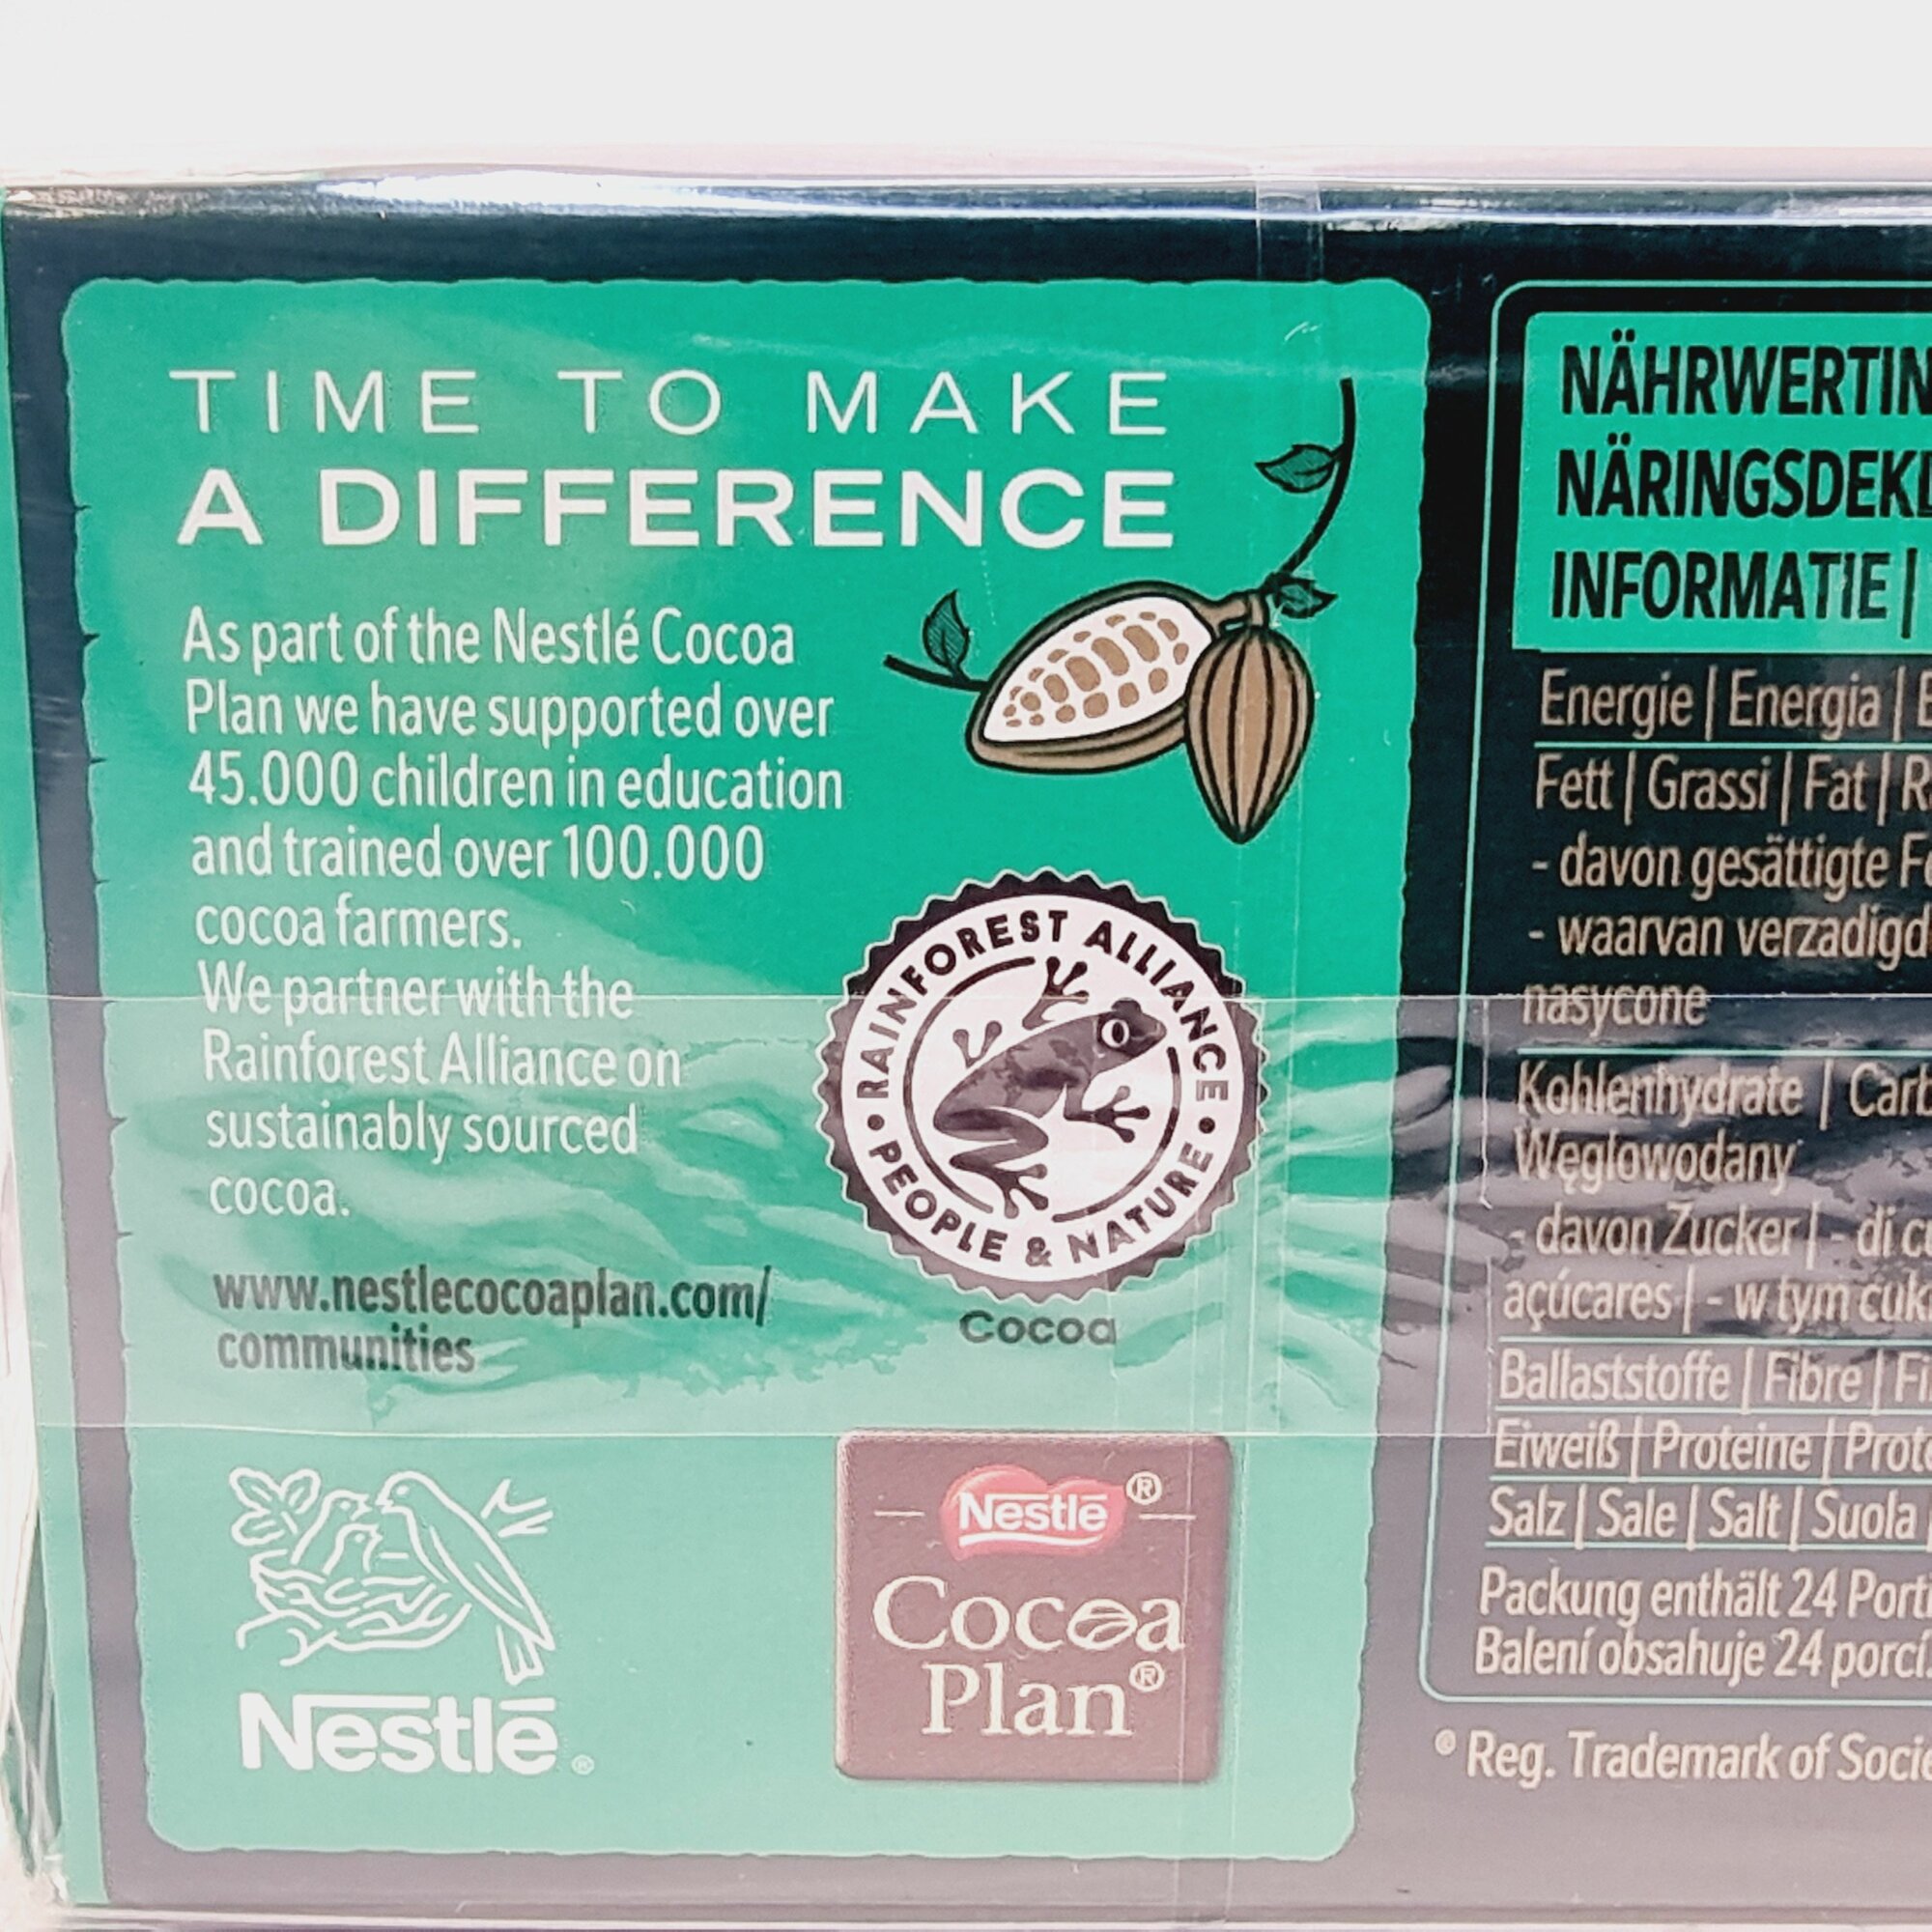 TIME TO MAKE
A DIFFERENCE
As part of the Nestlé Cocoa
Plan we have supported over
45.000 children in education
and trained over 100.000
cocoa farmers.
We partner with the
Rainforest Alliance on
sustainably sourced
cocoa.
www.nestlecocoaplan.com/
communities
RAINFOREST ALLIANCE
• PEOPLE & NATURE •
Cocoa
Nestlé®
Nestlé®
Cocoa
Plan®
NÄHRWERTIN
NÄRINGSDEKL
INFORMATIE |
Energie | Energia |
Fett | Grassi | Fat |
- davon gesättigte
- waarvan verzadigd
nasycone
Kohlenhydrate | Carb
Węglowodany
- davon Zucker | - di
açúcares | - w tym cuk
Ballaststoffe | Fibre |
Eiweiß | Proteine | Prot
Salz | Sale | Salt | Suola
Packung enthält 24 Porti
Balení obsahuje 24 porcí
® Reg. Trademark of Socié